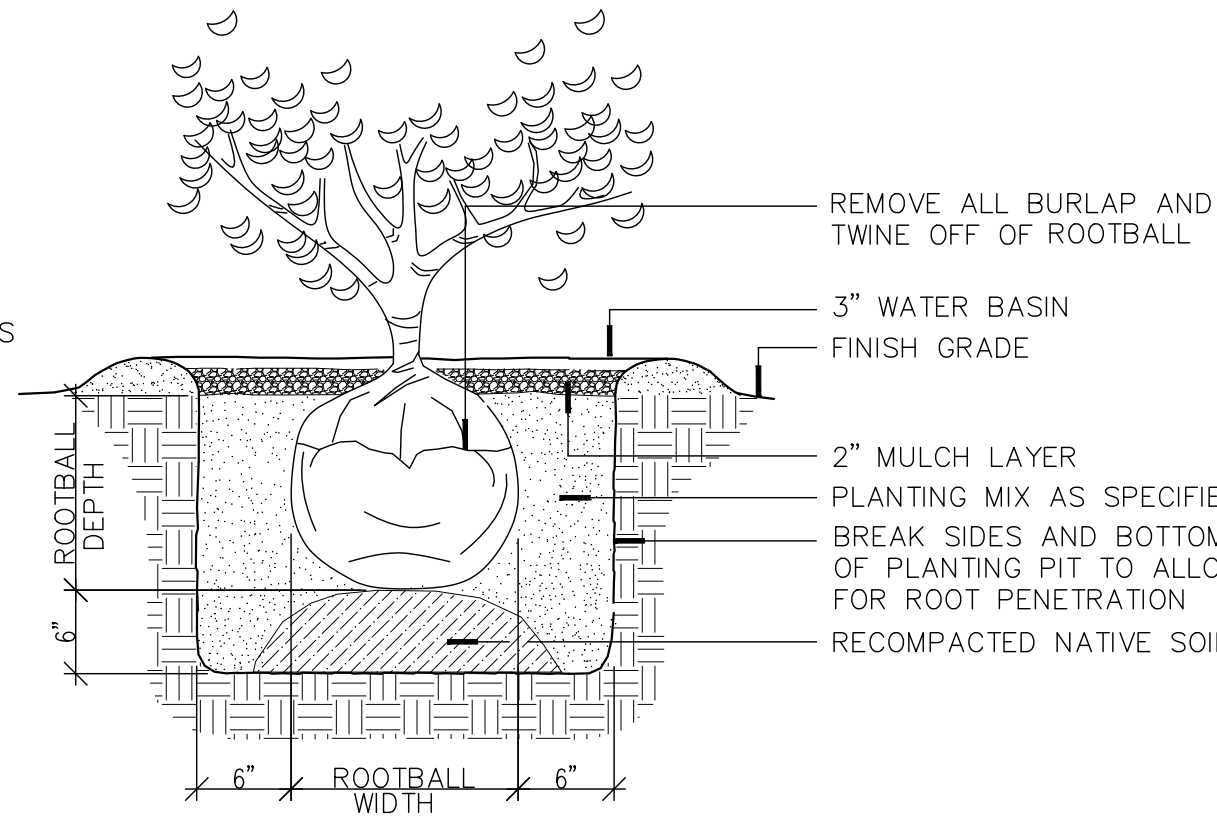 REMOVE ALL BURLAP AND
TWINE OFF OF ROOTBALL
S
3" WATER BASIN
FINISH GRADE
2" MULCH LAYER
PLANTING MIX AS SPECIFIE
BREAK SIDES AND BOTTOM
OF PLANTING PIT TO ALLO
FOR ROOT PENETRATION
RECOMPACTED NATIVE SOI
ROOTBALL
DEPTH
6"
6"
ROOTBALL
WIDTH
6"